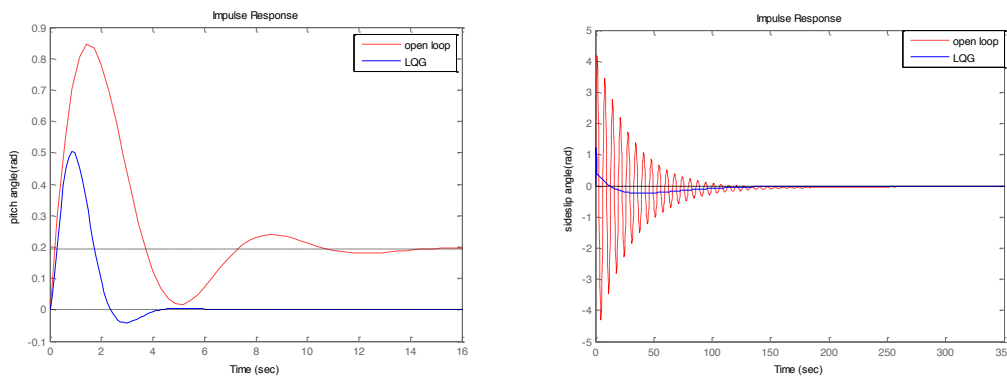 Impulse Response
0.9
0.8
0.7
0.6
0.5
0.4
0.3
0.2
0.1
0
-0.1
pitch angle(rad)
open loop
LQG
0 2 4 6 8 10 12 14 16
Time (sec)
Impulse Response
5
4
3
2
1
0
-1
-2
-3
-4
-5
sideslip angle(rad)
open loop
LQG
0 50 100 150 200 250 300 35
Time (sec)